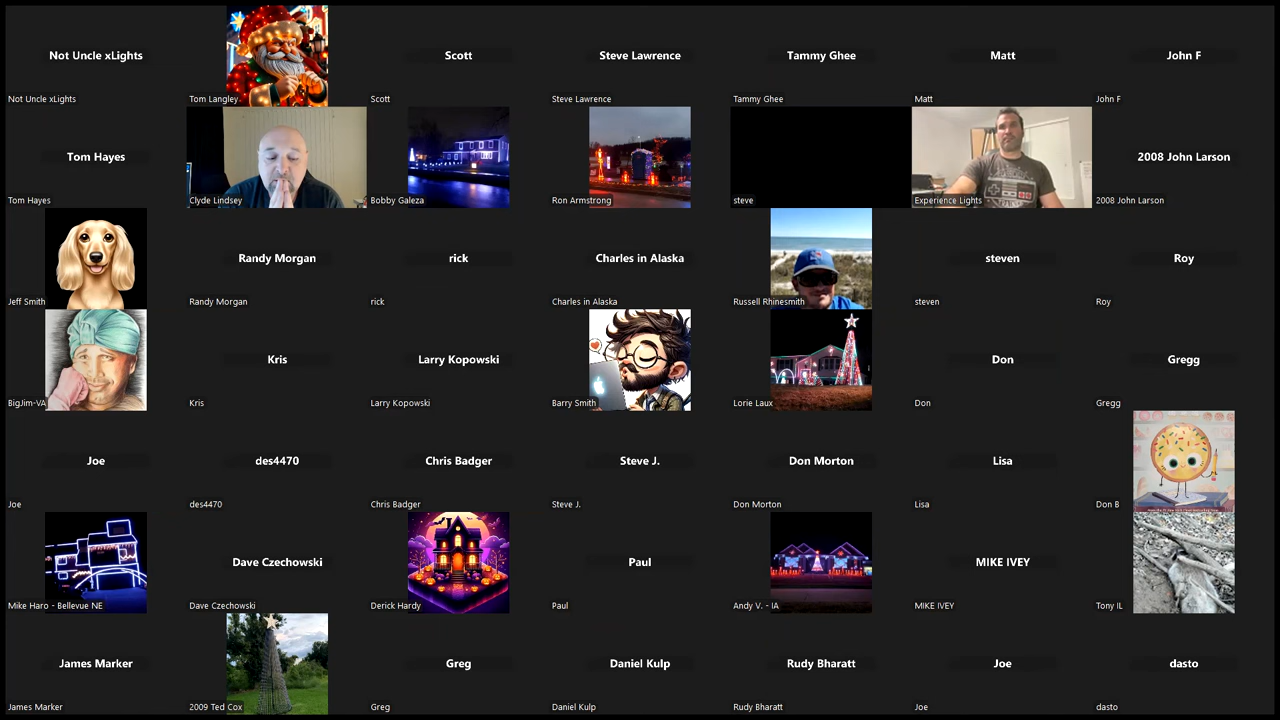 Not Uncle xLights
Scott
Steve Lawrence
Tammy Ghee
Matt
John F
Not Uncle xLights
Tom Langley
Scott
Steve Lawrence
Tammy Ghee
Matt
John F
Tom Hayes
2008 John Larson
Tom Hayes
Clyde Lindsey
Bobby Galeza
Ron Armstrong
steve
Experience Lights
2008 John Larson
Randy Morgan
rick
Charles in Alaska
steven
Roy
Jeff Smith
Randy Morgan
rick
Charles in Alaska
Russell Rhinesmith
steven
Roy
Kris
Larry Kopowski
Don
Gregg
BigJim-VA
Kris
Larry Kopowski
Barry Smith
Lorie Laux
Don
Gregg
Joe
des4470
Chris Badger
Steve J.
Don Morton
Lisa
Joe
des4470
Chris Badger
Steve J.
Don Morton
Lisa
Don B
Dave Czechowski
Paul
MIKE IVEY
Mike Haro - Bellevue NE
Dave Czechowski
Derick Hardy
Paul
Andy V. - IA
MIKE IVEY
Tony IL
James Marker
Greg
Daniel Kulp
Rudy Bharatt
Joe
dasto
James Marker
2009 Ted Cox
Greg
Daniel Kulp
Rudy Bharatt
Joe
dasto